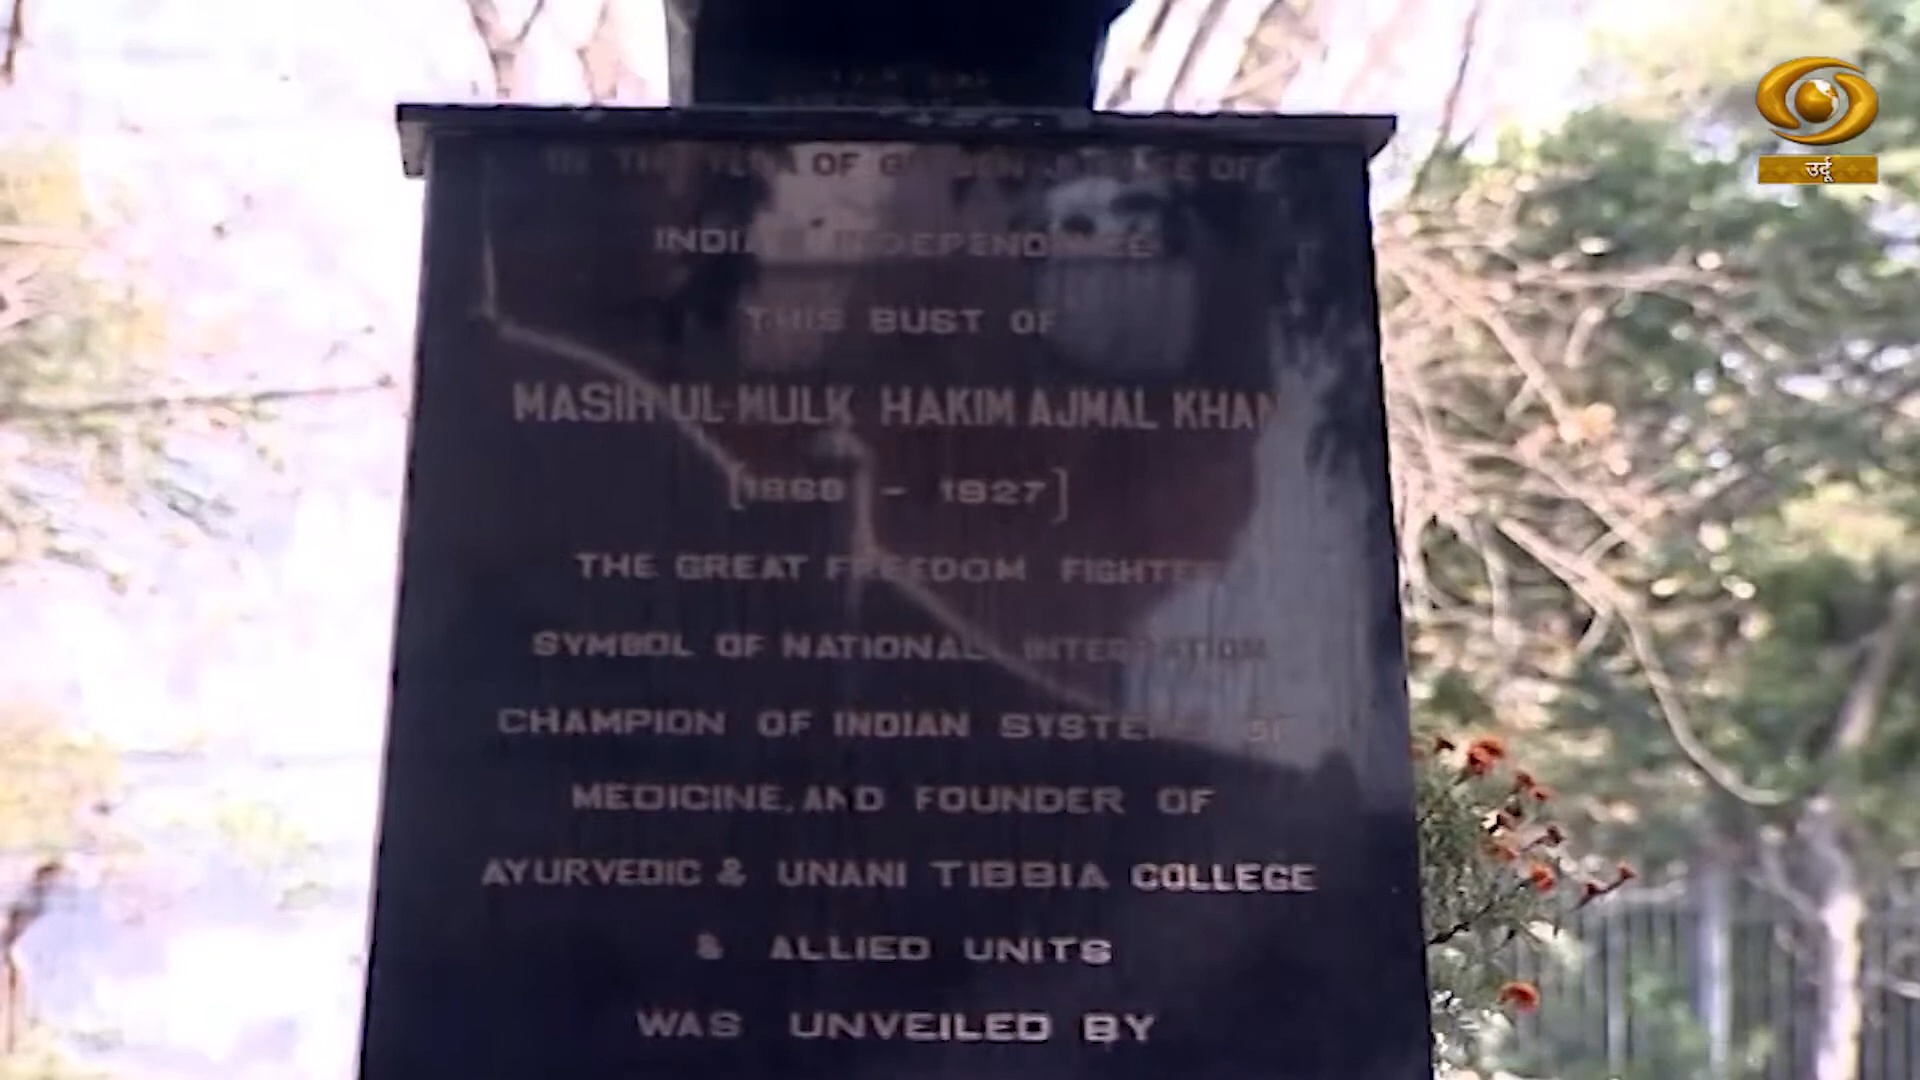 उर्दू
IN THE YEAR OF GOLDEN JUBILEE OF
INDIA'S INDEPENDENCE
THIS BUST OF
MASIH-UL-MULK HAKIM AJMAL KHAN
[1868 - 1927]
THE GREAT FREEDOM FIGHTER
SYMBOL OF NATIONAL INTEGRATION
CHAMPION OF INDIAN SYSTEMS OF
MEDICINE, AND FOUNDER OF
AYURVEDIC & UNANI TIBBIA COLLEGE
& ALLIED UNITS
WAS UNVEILED BY